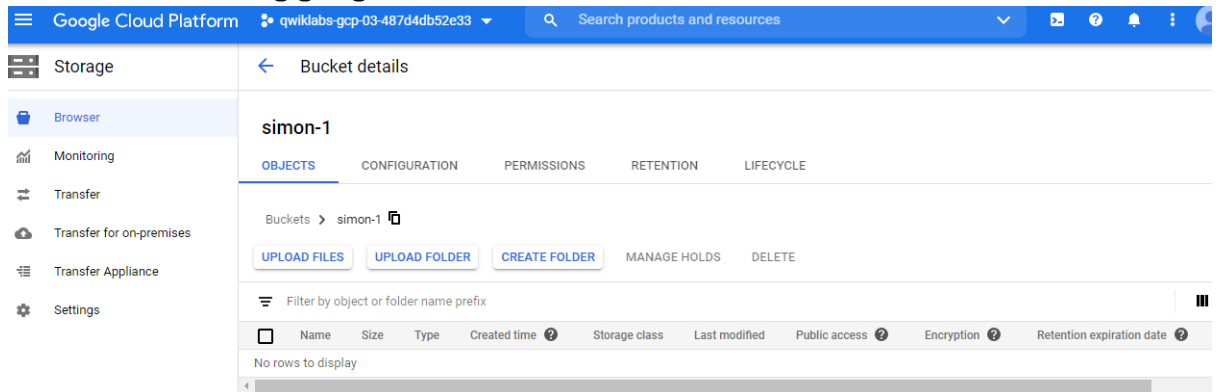 Google Cloud Platform qwiklabs-gcp-03-487d4db52e33 Search products and resources
Storage
Bucket details
Browser
Monitoring
Transfer
Transfer for on-premises
Transfer Appliance
Settings
simon-1
OBJECTS CONFIGURATION PERMISSIONS RETENTION LIFECYCLE
Buckets > simon-1
UPLOAD FILES UPLOAD FOLDER CREATE FOLDER MANAGE HOLDS DELETE
Filter by object or folder name prefix
Name Size Type Created time Storage class Last modified Public access Encryption Retention expiration date
No rows to display